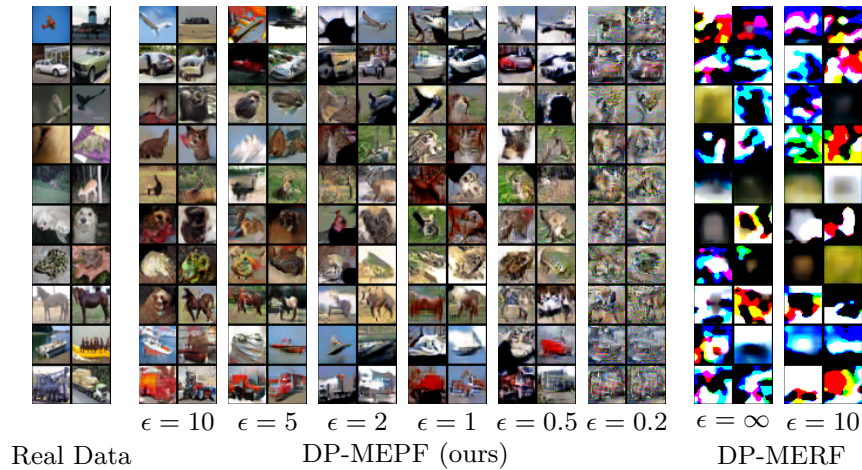 ϵ = 10 ϵ = 5 ϵ = 2 ϵ = 1 ϵ = 0.5 ϵ = 0.2 ϵ = ∞ ϵ = 10
Real Data DP-MEPF (ours) DP-MERF